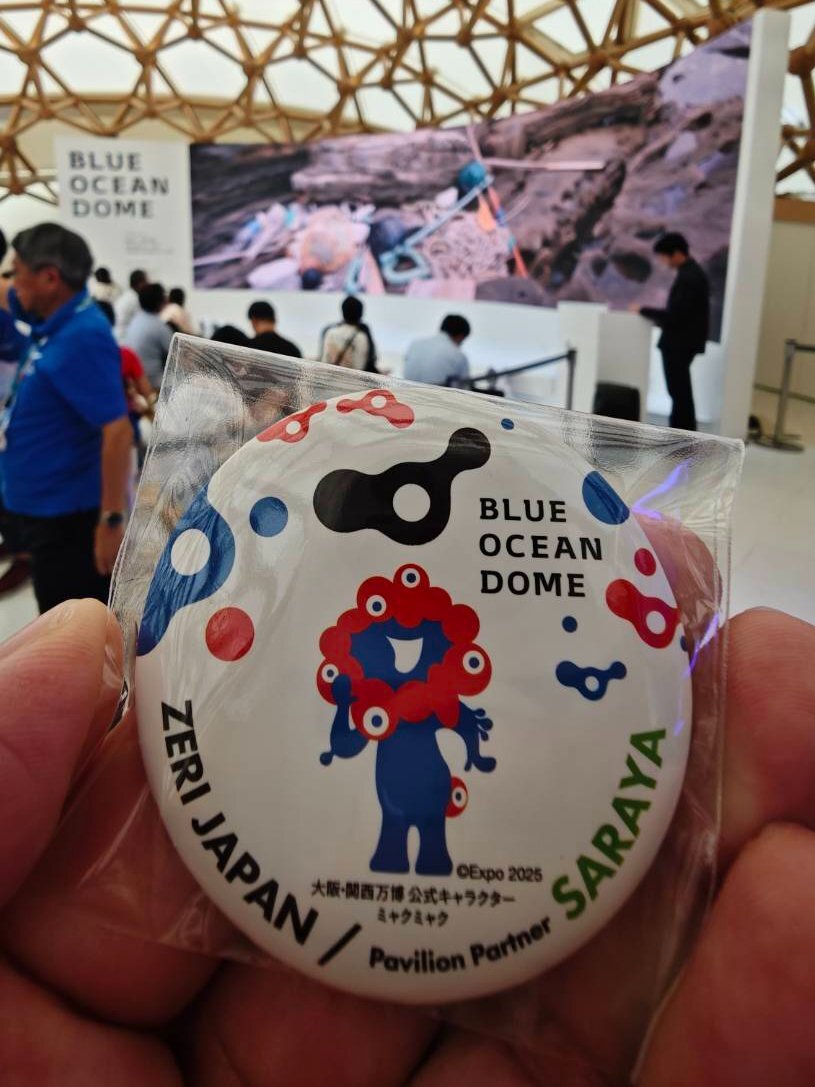 BLUE
OCEAN
DOME
BLUE
OCEAN
DOME
ZERI JAPAN / Pavilion Partner SARAYA
©Expo 2025
大阪・関西万博 公式キャラクター
ミャクミャク